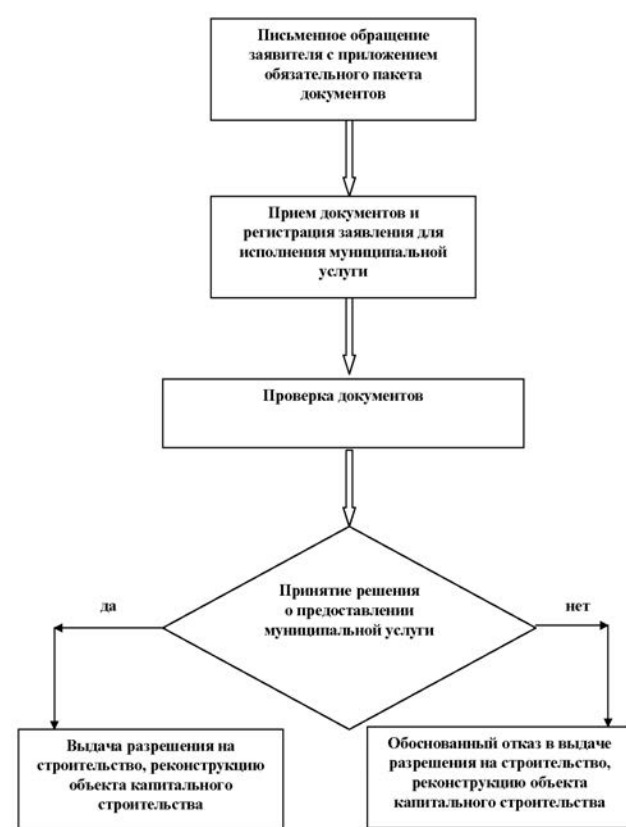 Письменное обращение
заявителя с приложением
обязательного пакета
документов
Прием документов и
регистрация заявления для
исполнения муниципальной
услуги
Проверка документов
Принятие решения
о предоставлении
муниципальной услуги
да
нет
Выдача разрешения на
строительство, реконструкцию
объекта капитального
строительства
Обоснованный отказ в выдаче
разрешения на строительство,
реконструкцию объекта
капитального строительства